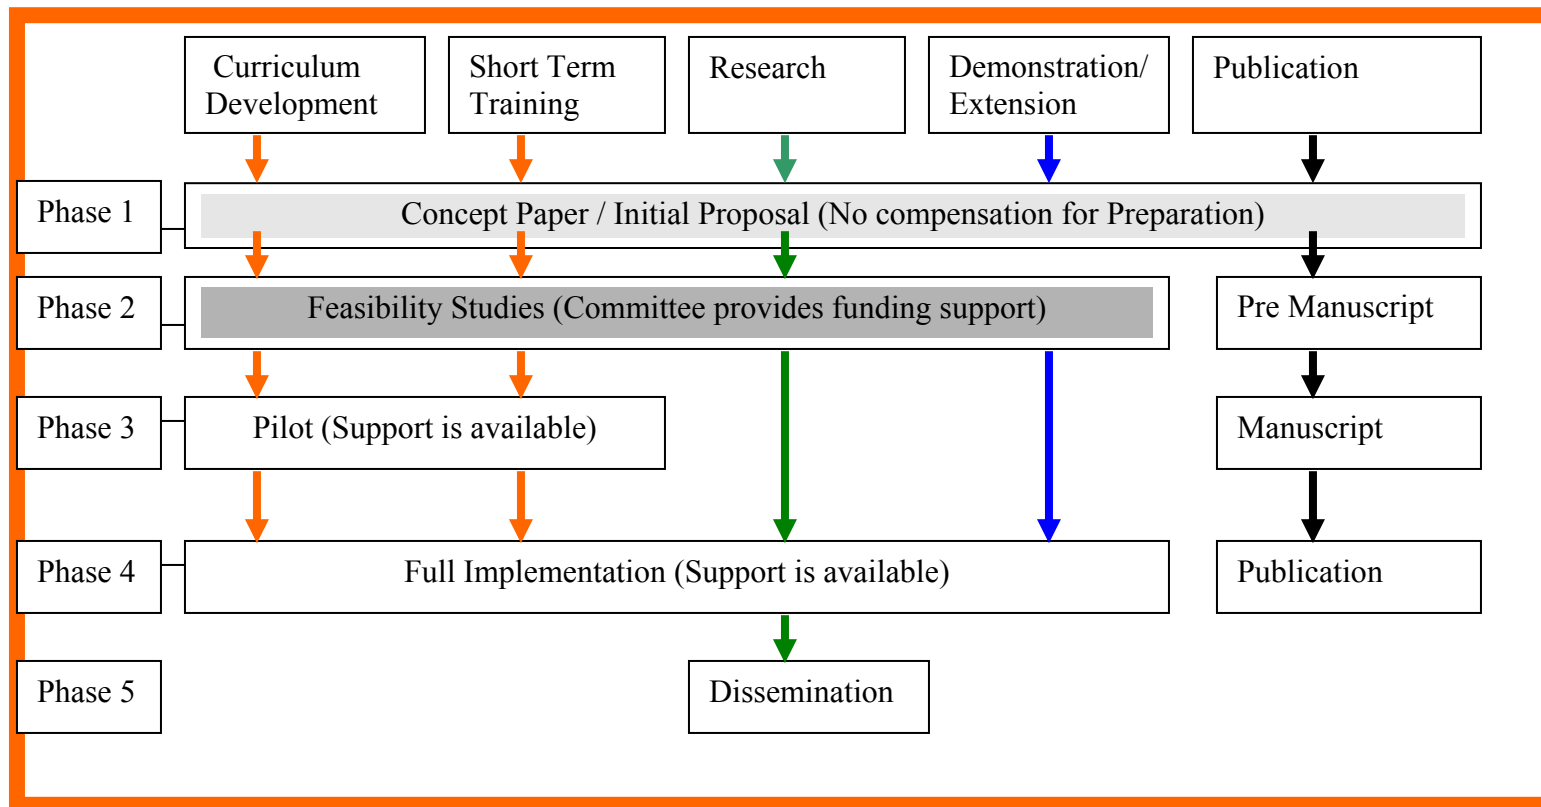 Curriculum
Development
Short Term
Training
Research
Demonstration/
Extension
Publication
Phase 1
Concept Paper / Initial Proposal (No compensation for Preparation)
Phase 2
Feasibility Studies (Committee provides funding support)
Pre Manuscript
Phase 3
Pilot (Support is available)
Manuscript
Phase 4
Full Implementation (Support is available)
Publication
Phase 5
Dissemination